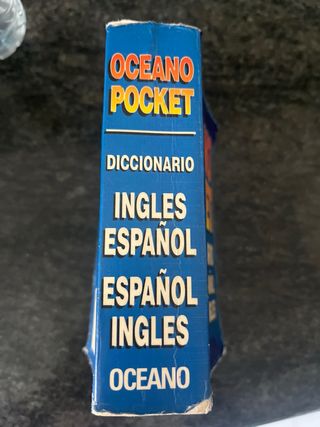 OCEANO
POCKET
DICCIONARIO
INGLES
ESPAÑOL
ESPAÑOL
INGLES
OCEANO